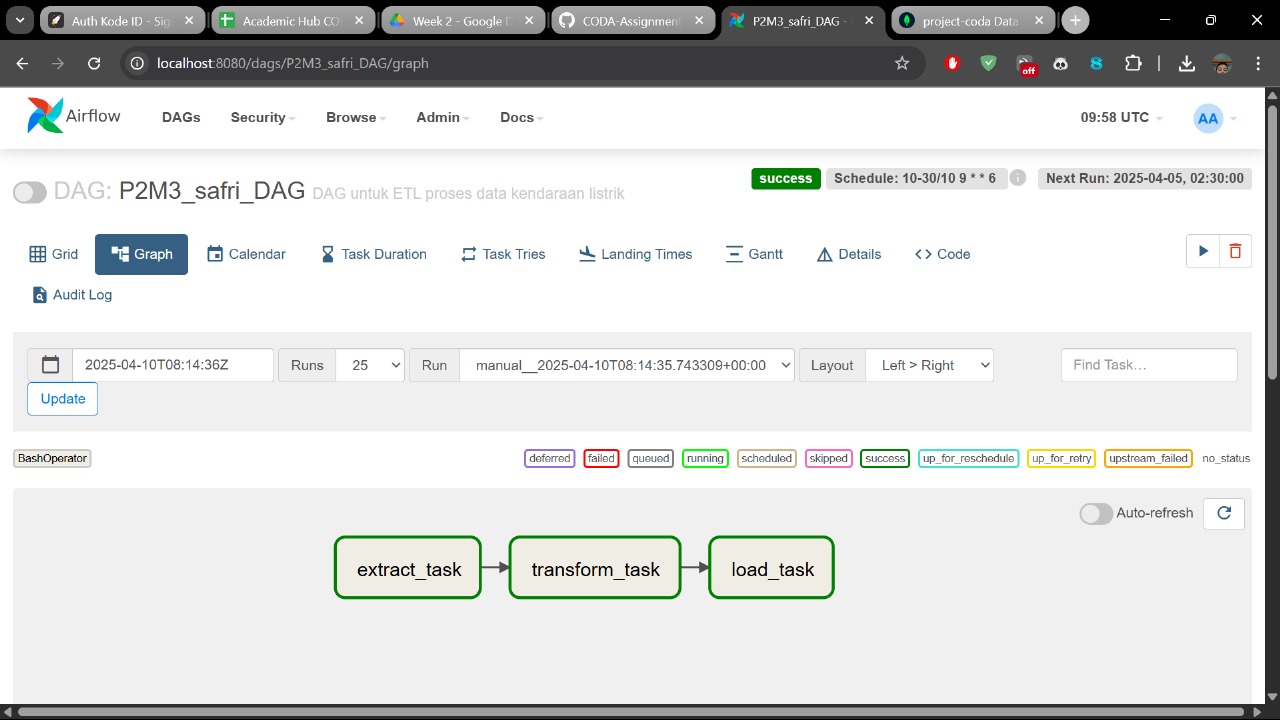 Auth Kode ID - Sig
Academic Hub CO
Week 2 - Google D
CODA-Assignment
P2M3_safri_DAG -
project-coda Data
localhost:8080/dags/P2M3_safri_DAG/graph
off
Airflow
DAGs
Security
Browse
Admin
Docs
09:58 UTC
AA
DAG: P2M3_safri_DAG DAG untuk ETL proses data kendaraan listrik
success
Schedule: 10-30/10 9 * * 6
Next Run: 2025-04-05, 02:30:00
Grid
Graph
Calendar
Task Duration
Task Tries
Landing Times
Gantt
Details
Code
Audit Log
2025-04-10T08:14:36Z
Runs
25
Run
manual__2025-04-10T08:14:35.743309+00:00
Layout
Left > Right
Find Task…
Update
BashOperator
deferred
failed
queued
running
scheduled
skipped
success
up_for_reschedule
up_for_retry
upstream_failed
no_status
Auto-refresh
extract_task
transform_task
load_task